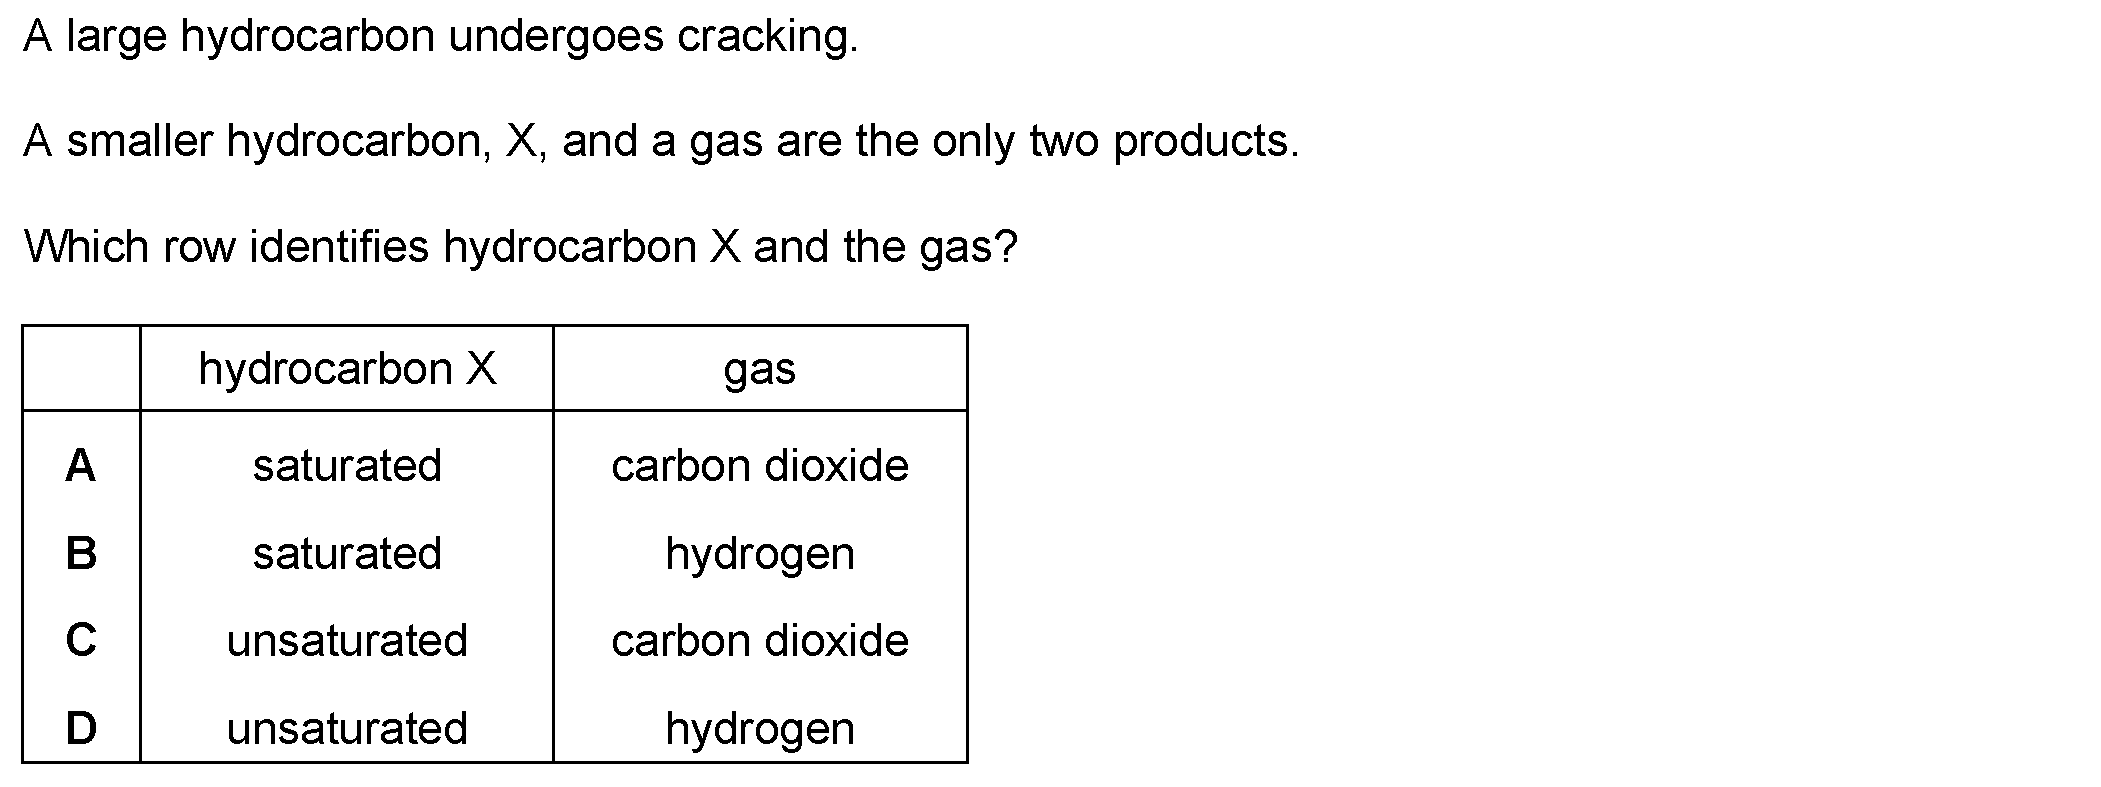 A large hydrocarbon undergoes cracking.
A smaller hydrocarbon, X, and a gas are the only two products.
Which row identifies hydrocarbon X and the gas?
hydrocarbon X gas
A saturated carbon dioxide
B saturated hydrogen
C unsaturated carbon dioxide
D unsaturated hydrogen